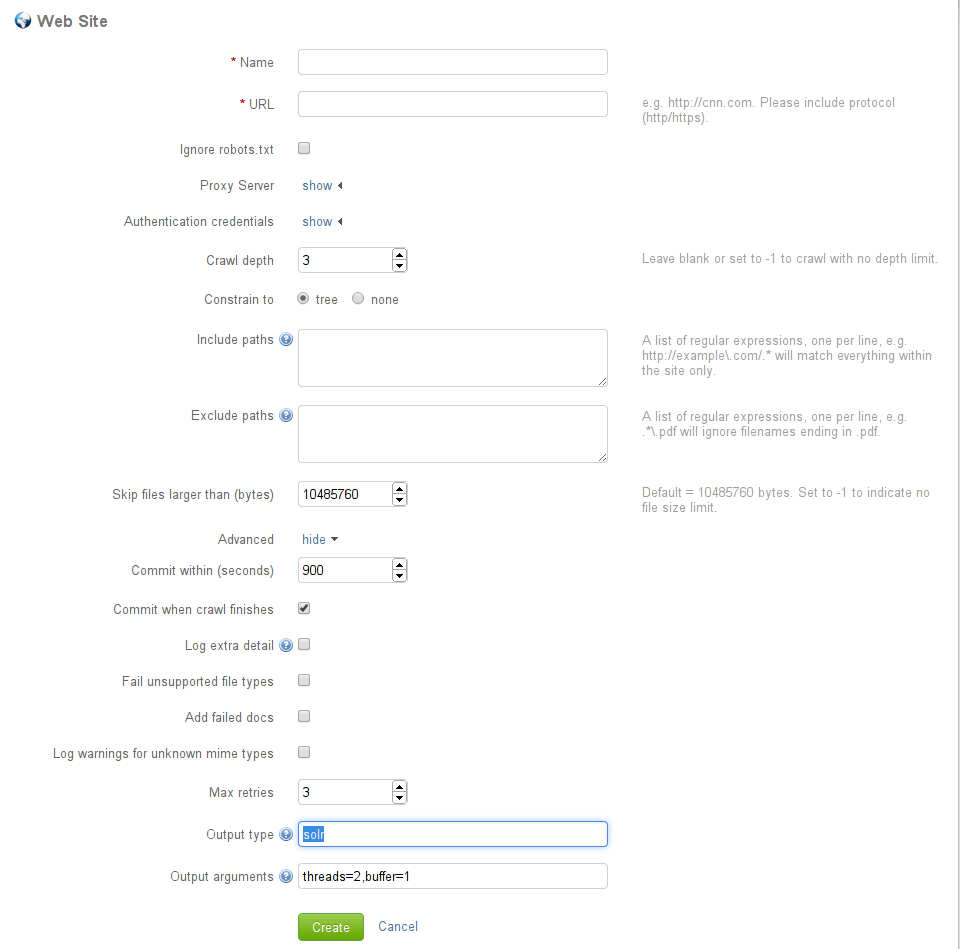 Web Site
* Name
* URL
e.g. http://cnn.com. Please include protocol
(http/https).
Ignore robots.txt
Proxy Server show
Authentication credentials show
Crawl depth 3
Leave blank or set to -1 to crawl with no depth limit.
Constrain to tree none
Include paths ?
A list of regular expressions, one per line, e.g.
http://example\.com/.* will match everything within
the site only.
Exclude paths ?
A list of regular expressions, one per line, e.g.
.*\.pdf will ignore filenames ending in .pdf.
Skip files larger than (bytes) 10485760
Default = 10485760 bytes. Set to -1 to indicate no
file size limit.
Advanced hide
Commit within (seconds) 900
Commit when crawl finishes
Log extra detail ?
Fail unsupported file types
Add failed docs
Log warnings for unknown mime types
Max retries 3
Output type ? solr
Output arguments ? threads=2,buffer=1
Create Cancel